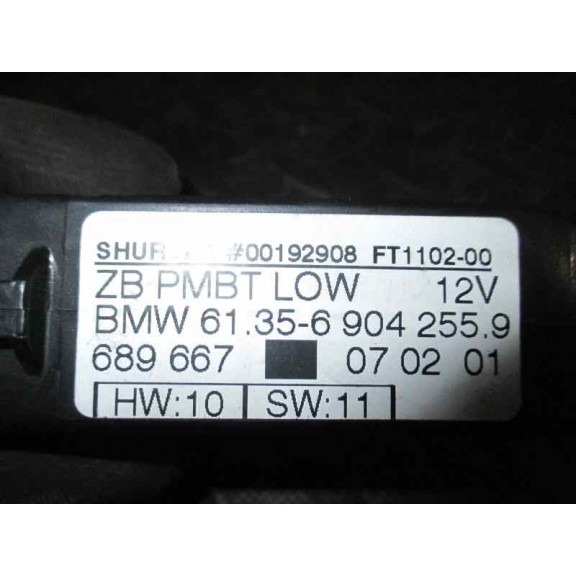 #00192908 FT1102-00
ZB PMBT LOW 12V
BMW 61.35-6 904 255.9
689 667 07 02 01
HW:10 SW:11